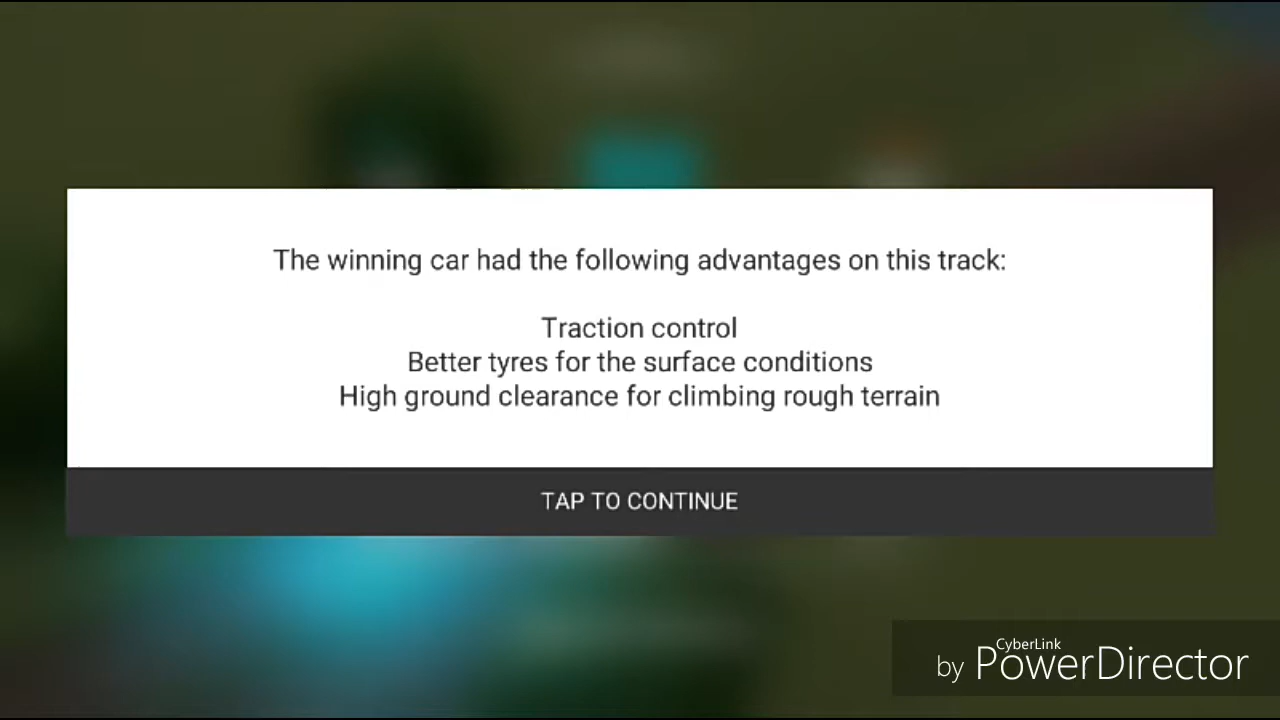 The winning car had the following advantages on this track:
Traction control
Better tyres for the surface conditions
High ground clearance for climbing rough terrain
TAP TO CONTINUE
CyberLink
by PowerDirector